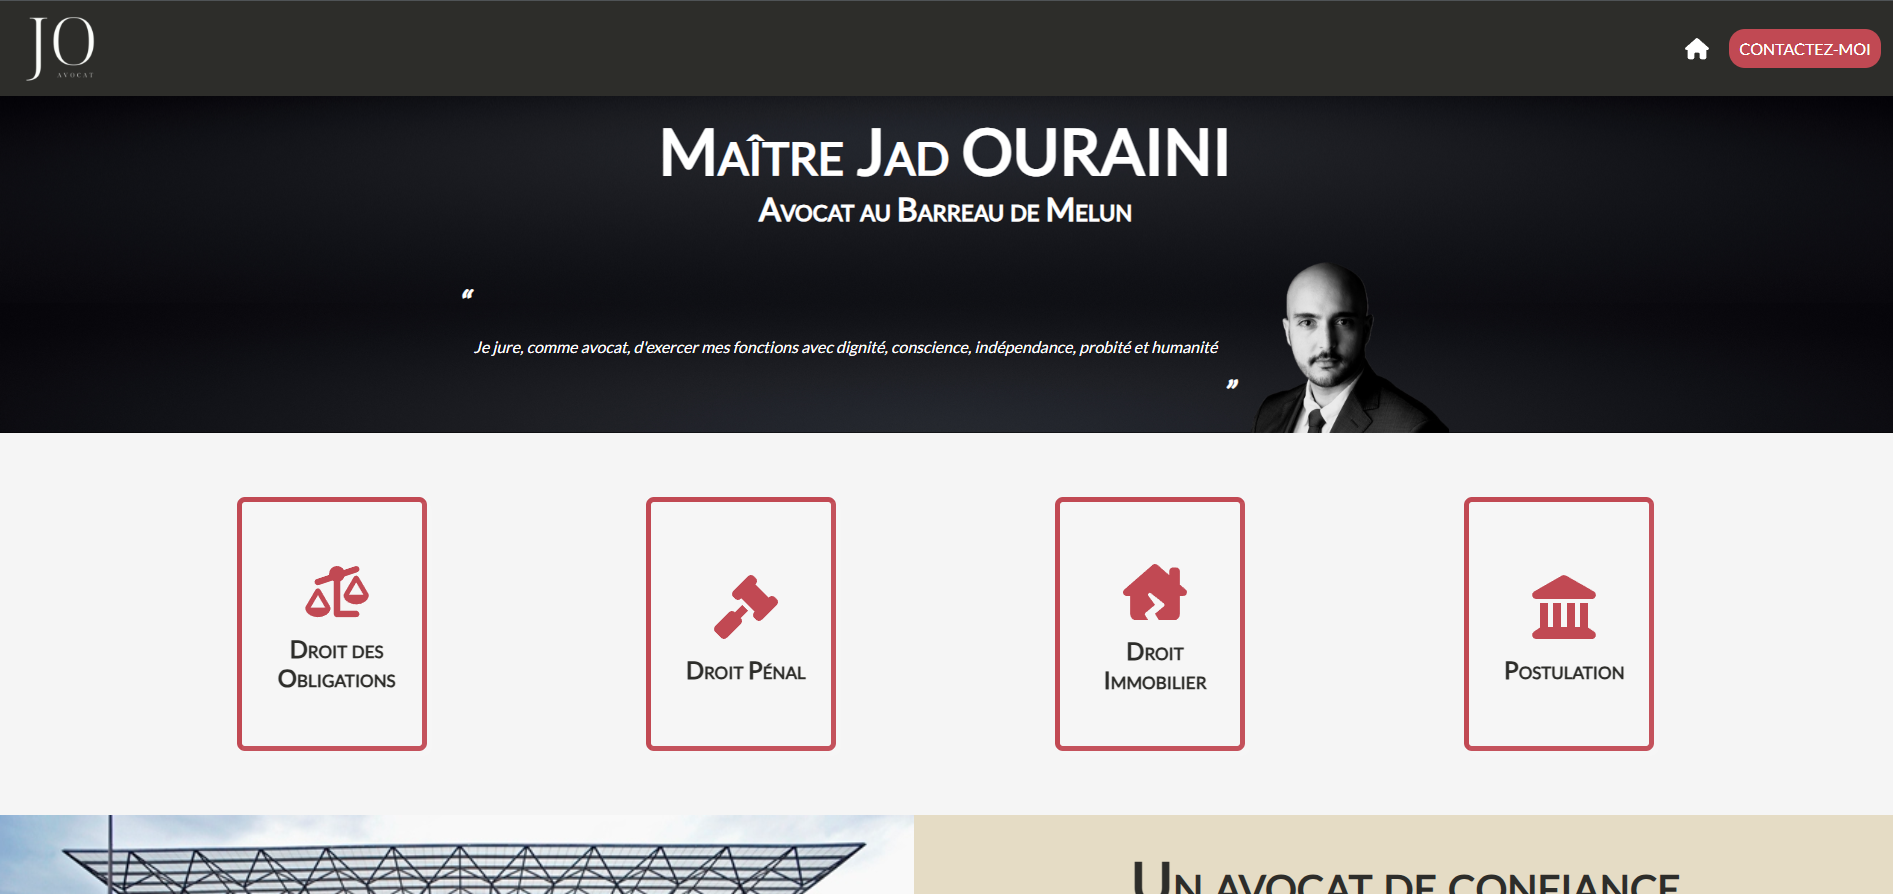 JO
AVOCAT
CONTACTEZ-MOI
Maître Jad OURAINI
Avocat au Barreau de Melun
“
Je jure, comme avocat, d'exercer mes fonctions avec dignité, conscience, indépendance, probité et humanité
”
Droit des
Obligations
Droit Pénal
Droit
Immobilier
Postulation
Un avocat de confiance